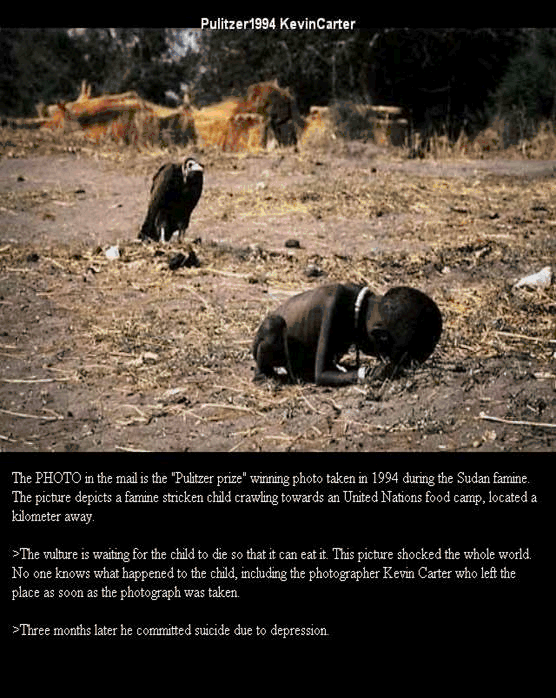 Pulitzer1994 KevinCarter
The PHOTO in the mail is the "Pulitzer prize" winning photo taken in 1994 during the Sudan famine.
The picture depicts a famine stricken child crawling towards an United Nations food camp, located a
kilometer away.
>The vulture is waiting for the child to die so that it can eat it. This picture shocked the whole world.
No one knows what happened to the child, including the photographer Kevin Carter who left the
place as soon as the photograph was taken.
>Three months later he committed suicide due to depression.